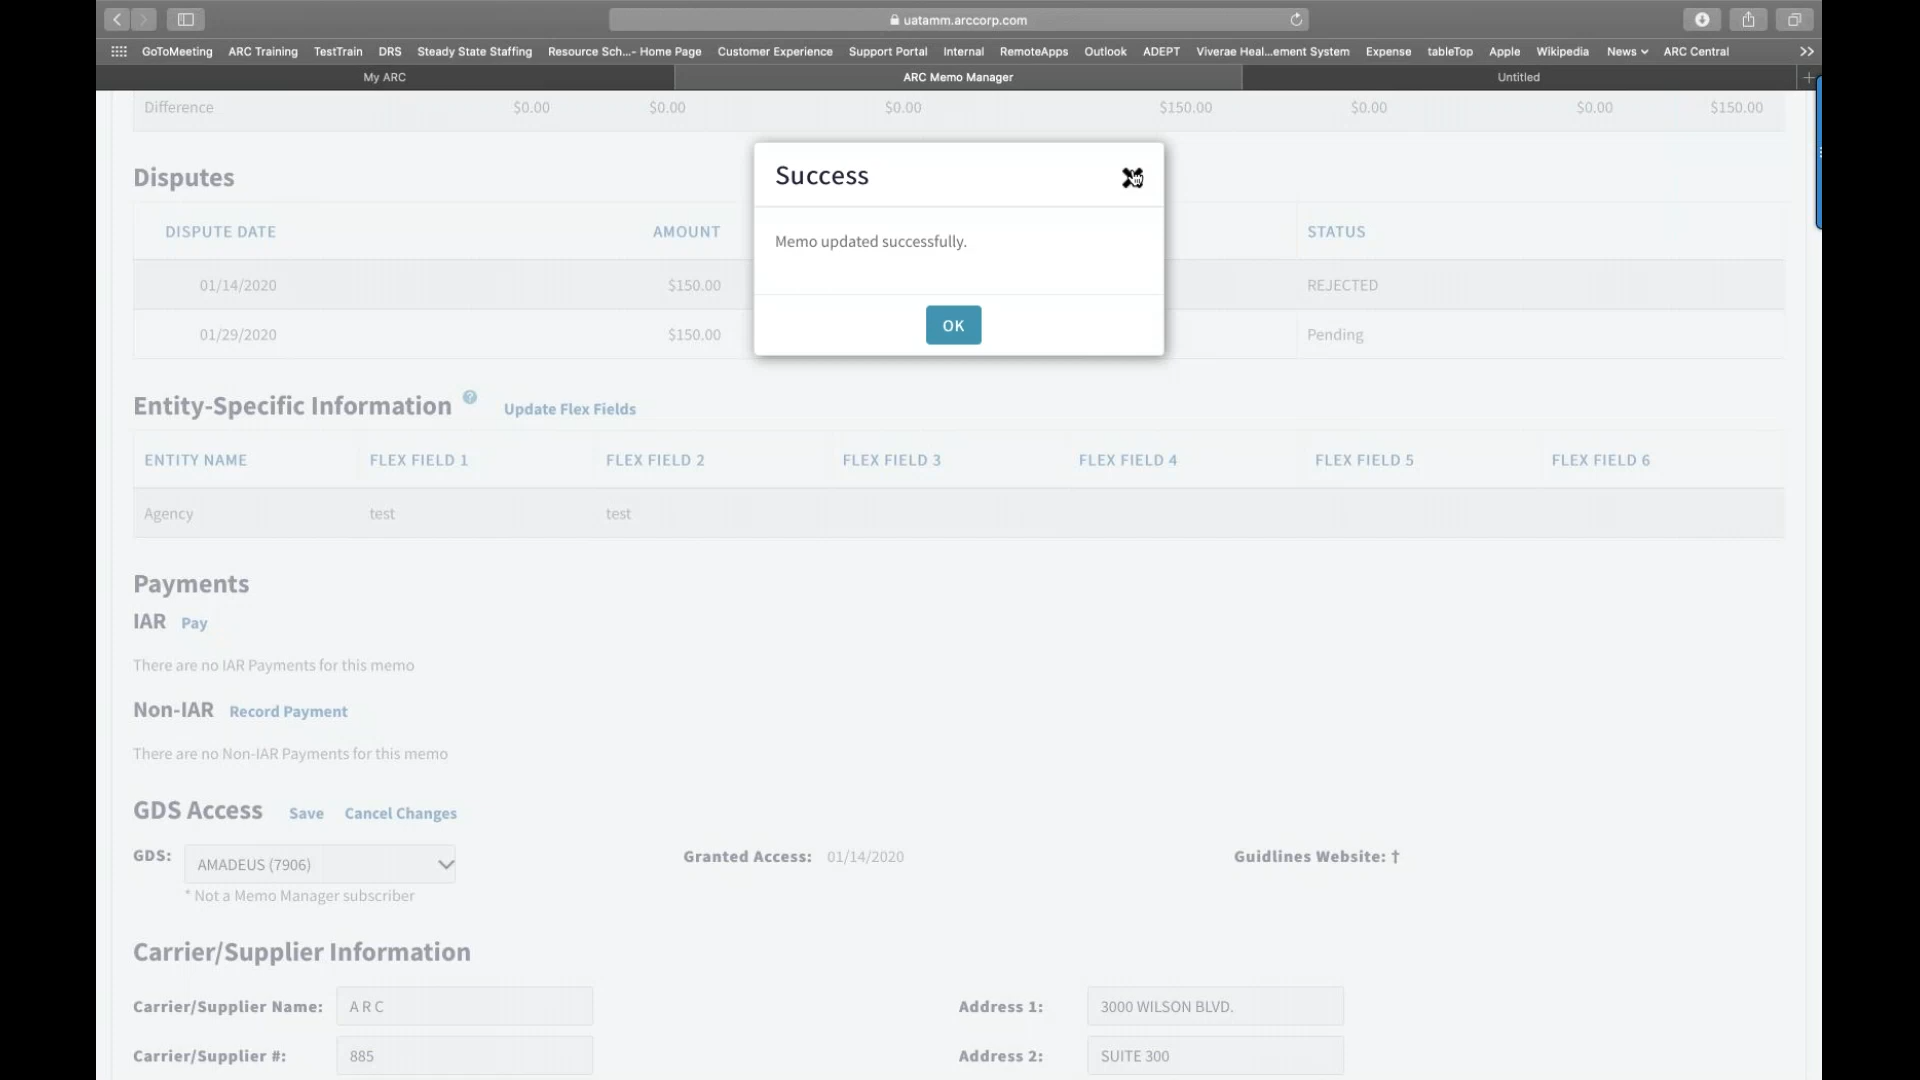 uatamm.arccorp.com
GoToMeeting ARC Training TestTrain DRS Steady State Staffing Resource Sch...- Home Page Customer Experience Support Portal Internal RemoteApps Outlook ADEPT Viverae Heal...ement System Expense tableTop Apple Wikipedia News ARC Central
My ARC ARC Memo Manager Untitled
Difference $0.00 $0.00 $0.00 $150.00 $0.00 $0.00 $150.00
Success
Memo updated successfully.
OK
Disputes
DISPUTE DATE AMOUNT STATUS
01/14/2020 $150.00 REJECTED
01/29/2020 $150.00 Pending
Entity-Specific Information ? Update Flex Fields
ENTITY NAME FLEX FIELD 1 FLEX FIELD 2 FLEX FIELD 3 FLEX FIELD 4 FLEX FIELD 5 FLEX FIELD 6
Agency test test
Payments
IAR Pay
There are no IAR Payments for this memo
Non-IAR Record Payment
There are no Non-IAR Payments for this memo
GDS Access Save Cancel Changes
GDS: AMADEUS (7906) Granted Access: 01/14/2020 Guidlines Website: †
* Not a Memo Manager subscriber
Carrier/Supplier Information
Carrier/Supplier Name: A R C Address 1: 3000 WILSON BLVD.
Carrier/Supplier #: 885 Address 2: SUITE 300